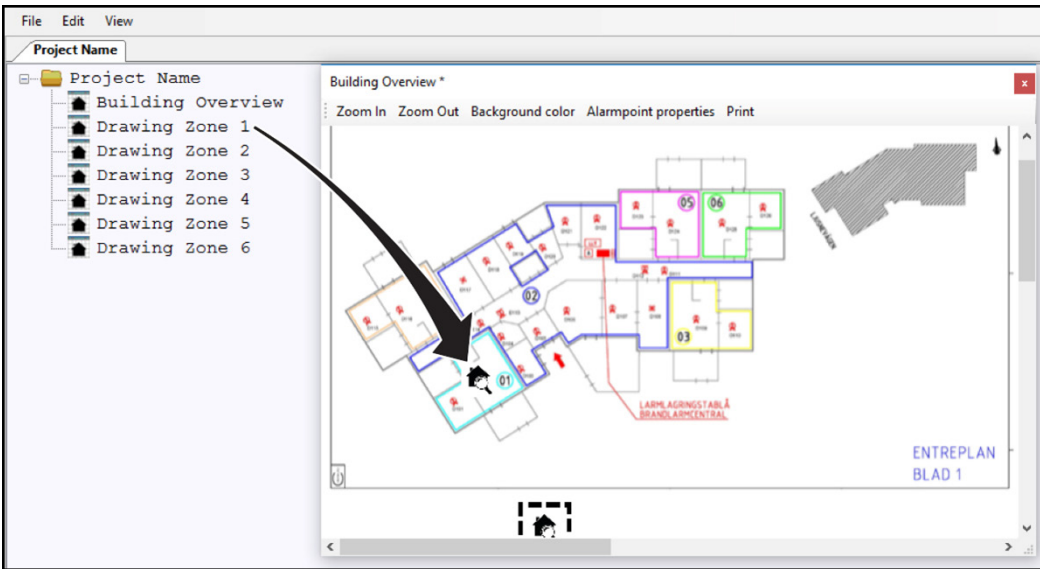 File Edit View
Project Name
Project Name
Building Overview
Drawing Zone 1
Drawing Zone 2
Drawing Zone 3
Drawing Zone 4
Drawing Zone 5
Drawing Zone 6
Building Overview *
x
Zoom In Zoom Out Background color Alarmpoint properties Print
05 06
02
03
01
LARMLAGRINGSTABLÅ
BRANDLARMCENTRAL
ENTREPLAN
BLAD 1